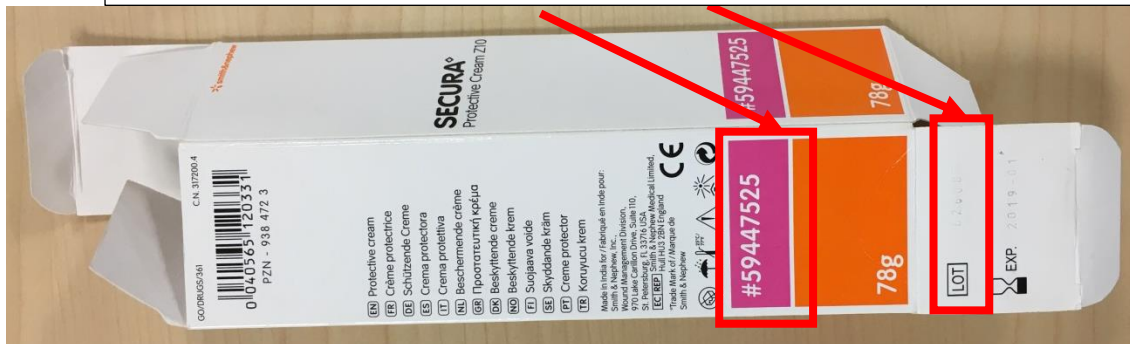 smith&nephew
SECURA
Protective Cream Z10
#59447525
78g
C.N. 317200.4
GO/DRUGS/361
0 040565 120331
PZN - 938 472 3
EN Protective cream
FR Crème protectrice
DE Schützende Creme
ES Crema protectora
IT Crema protettiva
NL Beschermende crème
GR Προστατευτική κρέμα
DK Beskyttende creme
NO Beskyttende krem
FI Suojaava voide
SE Skyddande kräm
PT Creme protector
TR Koruyucu krem
Made in India for / Fabriqué en Inde pour:
Smith & Nephew, Inc.,
Wound Management Division,
970 Lake Carillon Drive, Suite 110,
St. Petersburg, FL 33716 USA
EC REP Smith & Nephew Medical Limited,
Hull HU3 2BN England
*Trade Mark of / Marque de
Smith & Nephew
CE
#59447525
78g
LOT
EXP. 2019-01